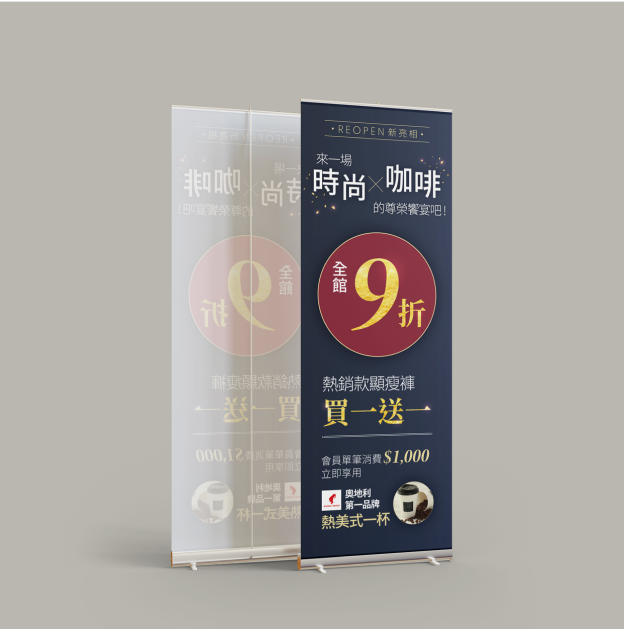 • REOPEN 新亮相 •
來一場
時尚×咖啡
的尊榮饗宴吧！
全館
9折
熱銷款顯瘦褲
買一送一
會員單筆消費 $1,000
立即享用
奧地利
第一品牌
熱美式一杯